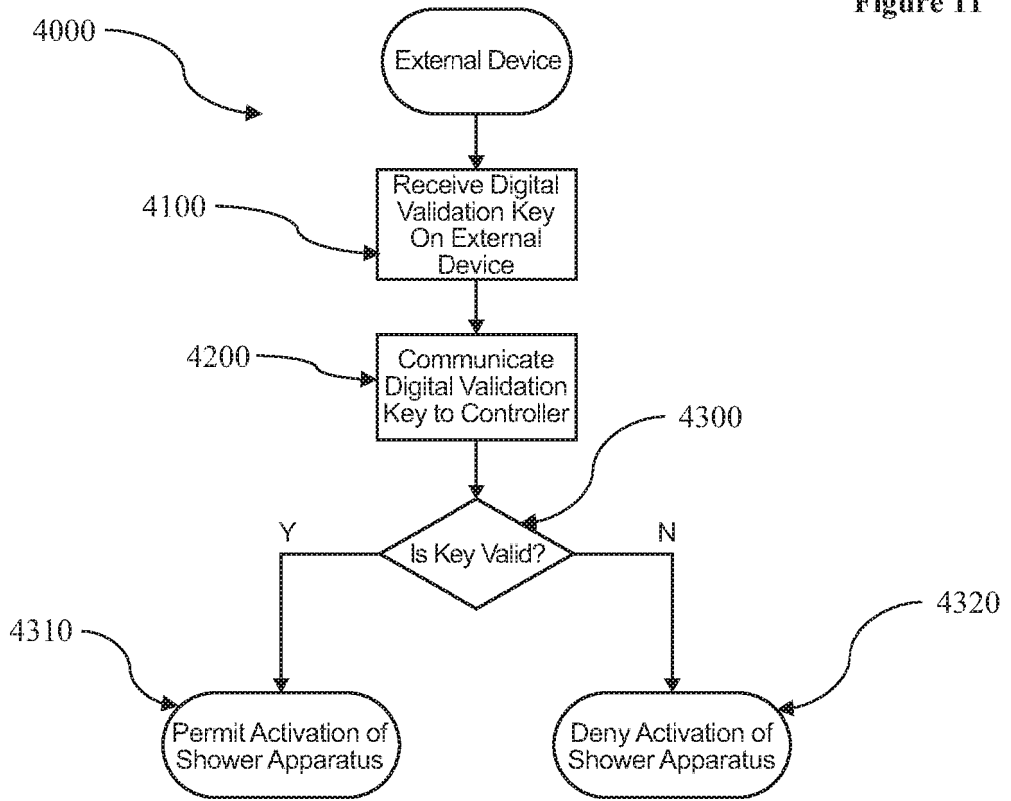 Figure 11
4000
External Device
4100
Receive Digital
Validation Key
On External
Device
4200
Communicate
Digital Validation
Key to Controller
4300
Y
Is Key Valid?
N
4310
4320
Permit Activation of
Shower Apparatus
Deny Activation of
Shower Apparatus